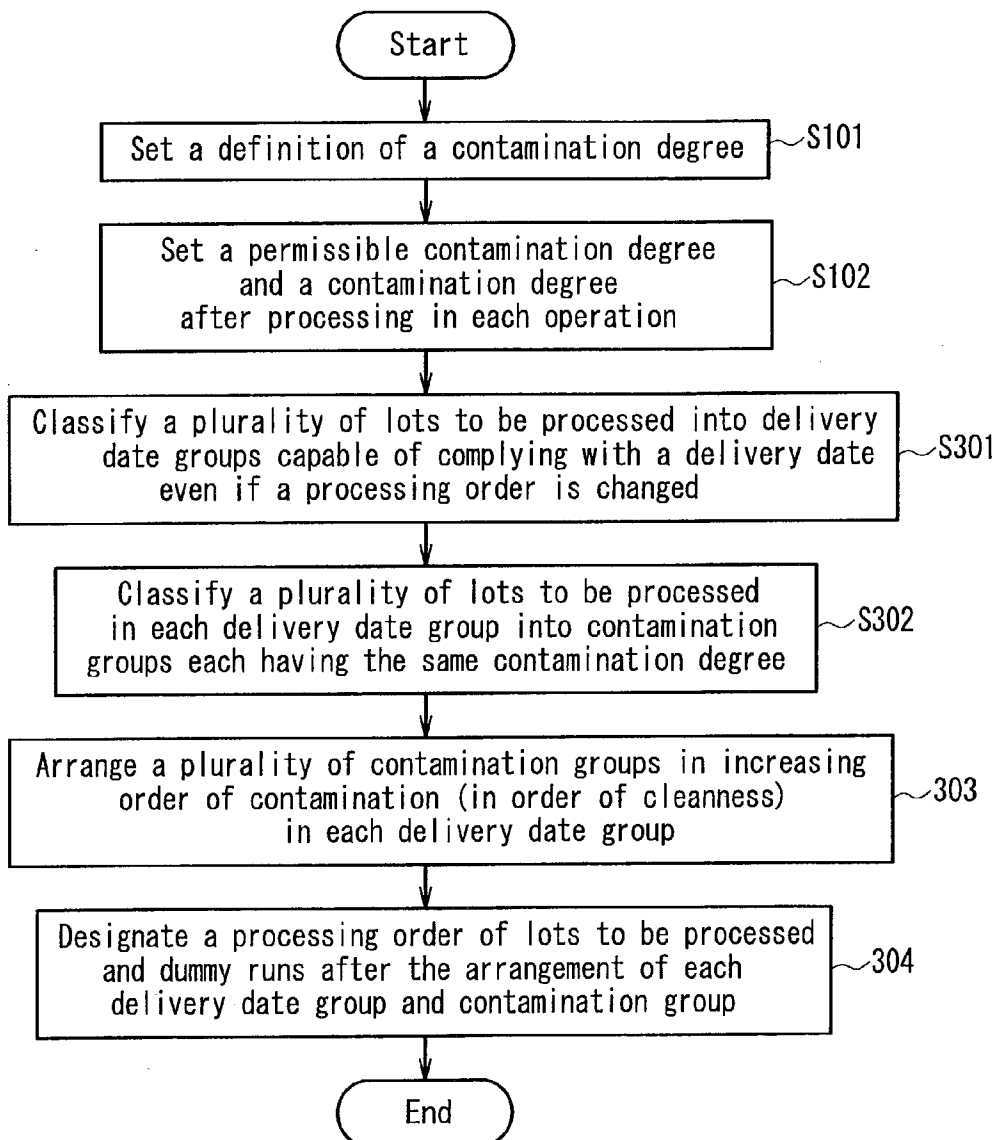 Start
Set a definition of a contamination degree
S101
Set a permissible contamination degree
and a contamination degree
after processing in each operation
S102
Classify a plurality of lots to be processed into delivery
date groups capable of complying with a delivery date
even if a processing order is changed
S301
Classify a plurality of lots to be processed
in each delivery date group into contamination
groups each having the same contamination degree
S302
Arrange a plurality of contamination groups in increasing
order of contamination (in order of cleanness)
in each delivery date group
303
Designate a processing order of lots to be processed
and dummy runs after the arrangement of each
delivery date group and contamination group
304
End